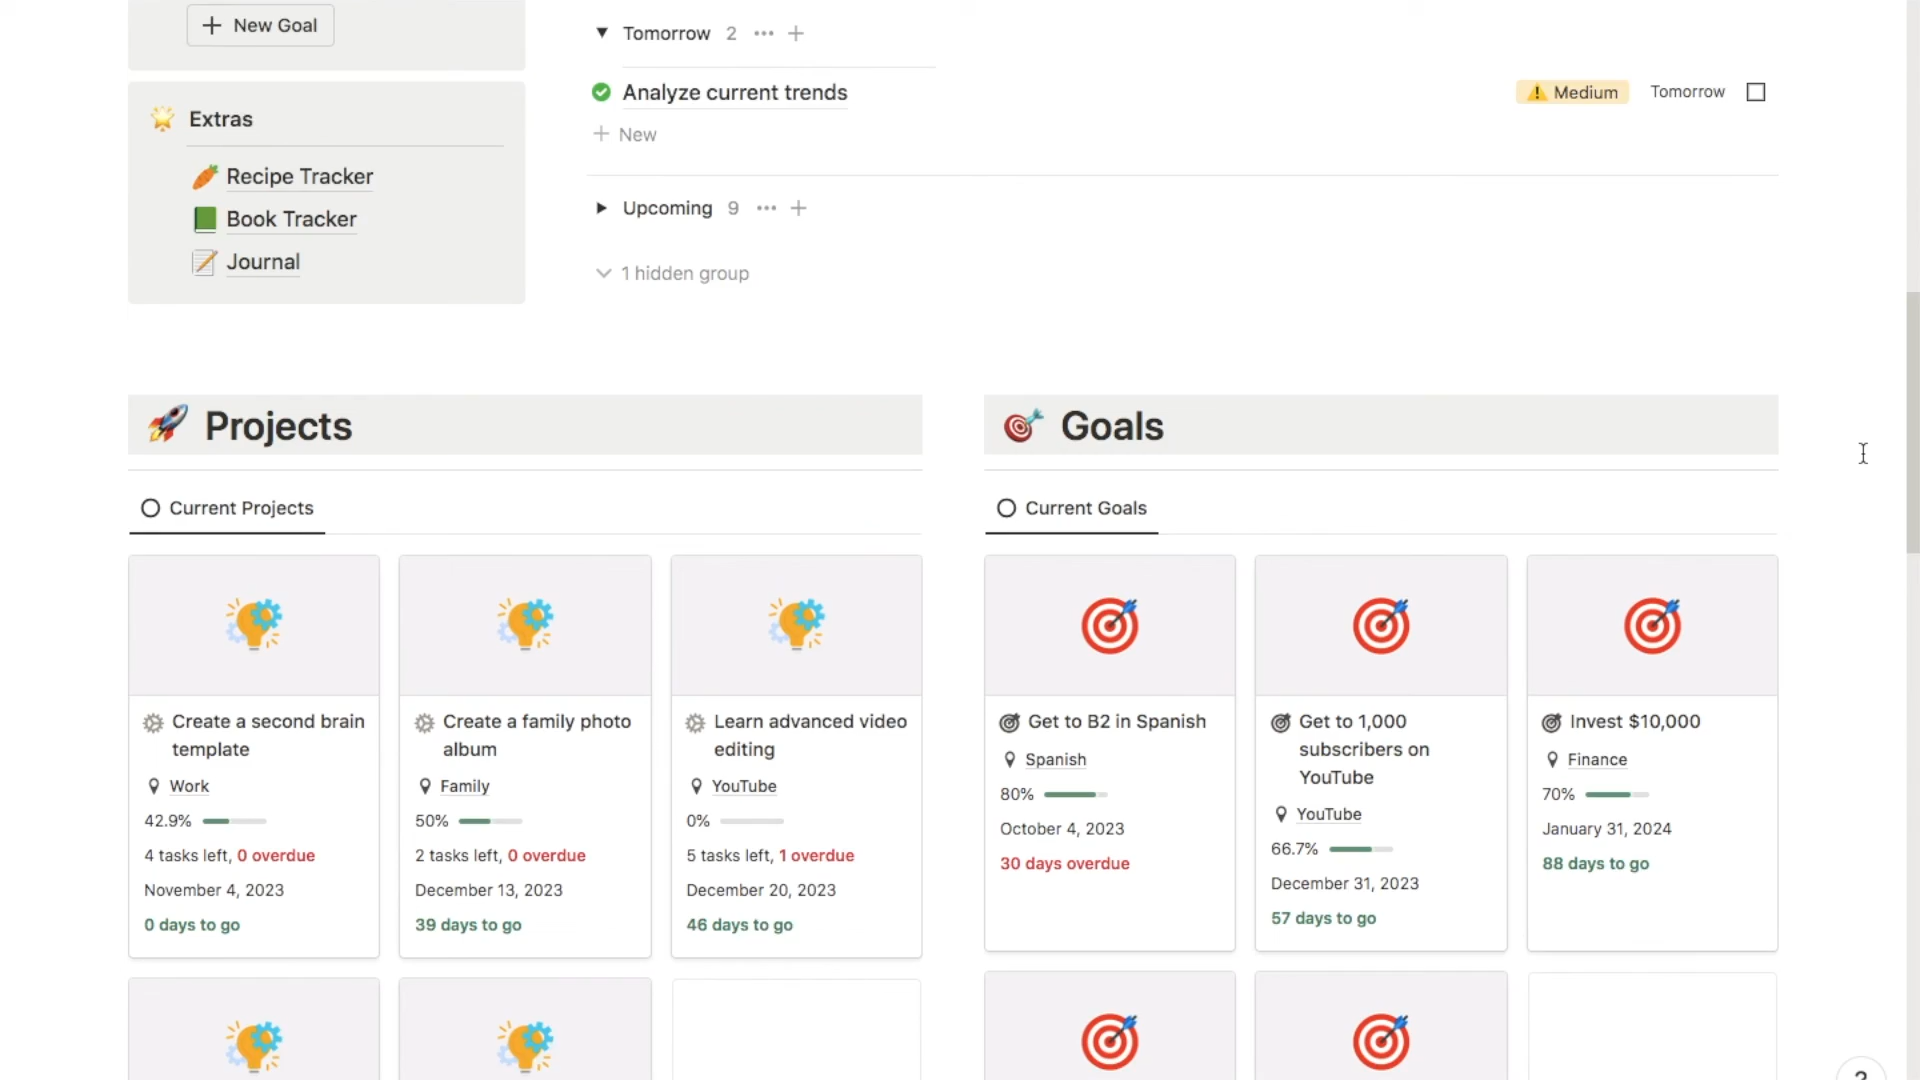 New Goal
Extras
Recipe Tracker
Book Tracker
Journal
Tomorrow 2
Analyze current trends
Medium Tomorrow
New
Upcoming 9
1 hidden group
Projects
Current Projects
Create a second brain
template
Work
42.9%
4 tasks left, 0 overdue
November 4, 2023
0 days to go
Create a family photo
album
Family
50%
2 tasks left, 0 overdue
December 13, 2023
39 days to go
Learn advanced video
editing
YouTube
0%
5 tasks left, 1 overdue
December 20, 2023
46 days to go
Goals
Current Goals
Get to B2 in Spanish
Spanish
80%
October 4, 2023
30 days overdue
Get to 1,000
subscribers on
YouTube
YouTube
66.7%
December 31, 2023
57 days to go
Invest $10,000
Finance
70%
January 31, 2024
88 days to go
?